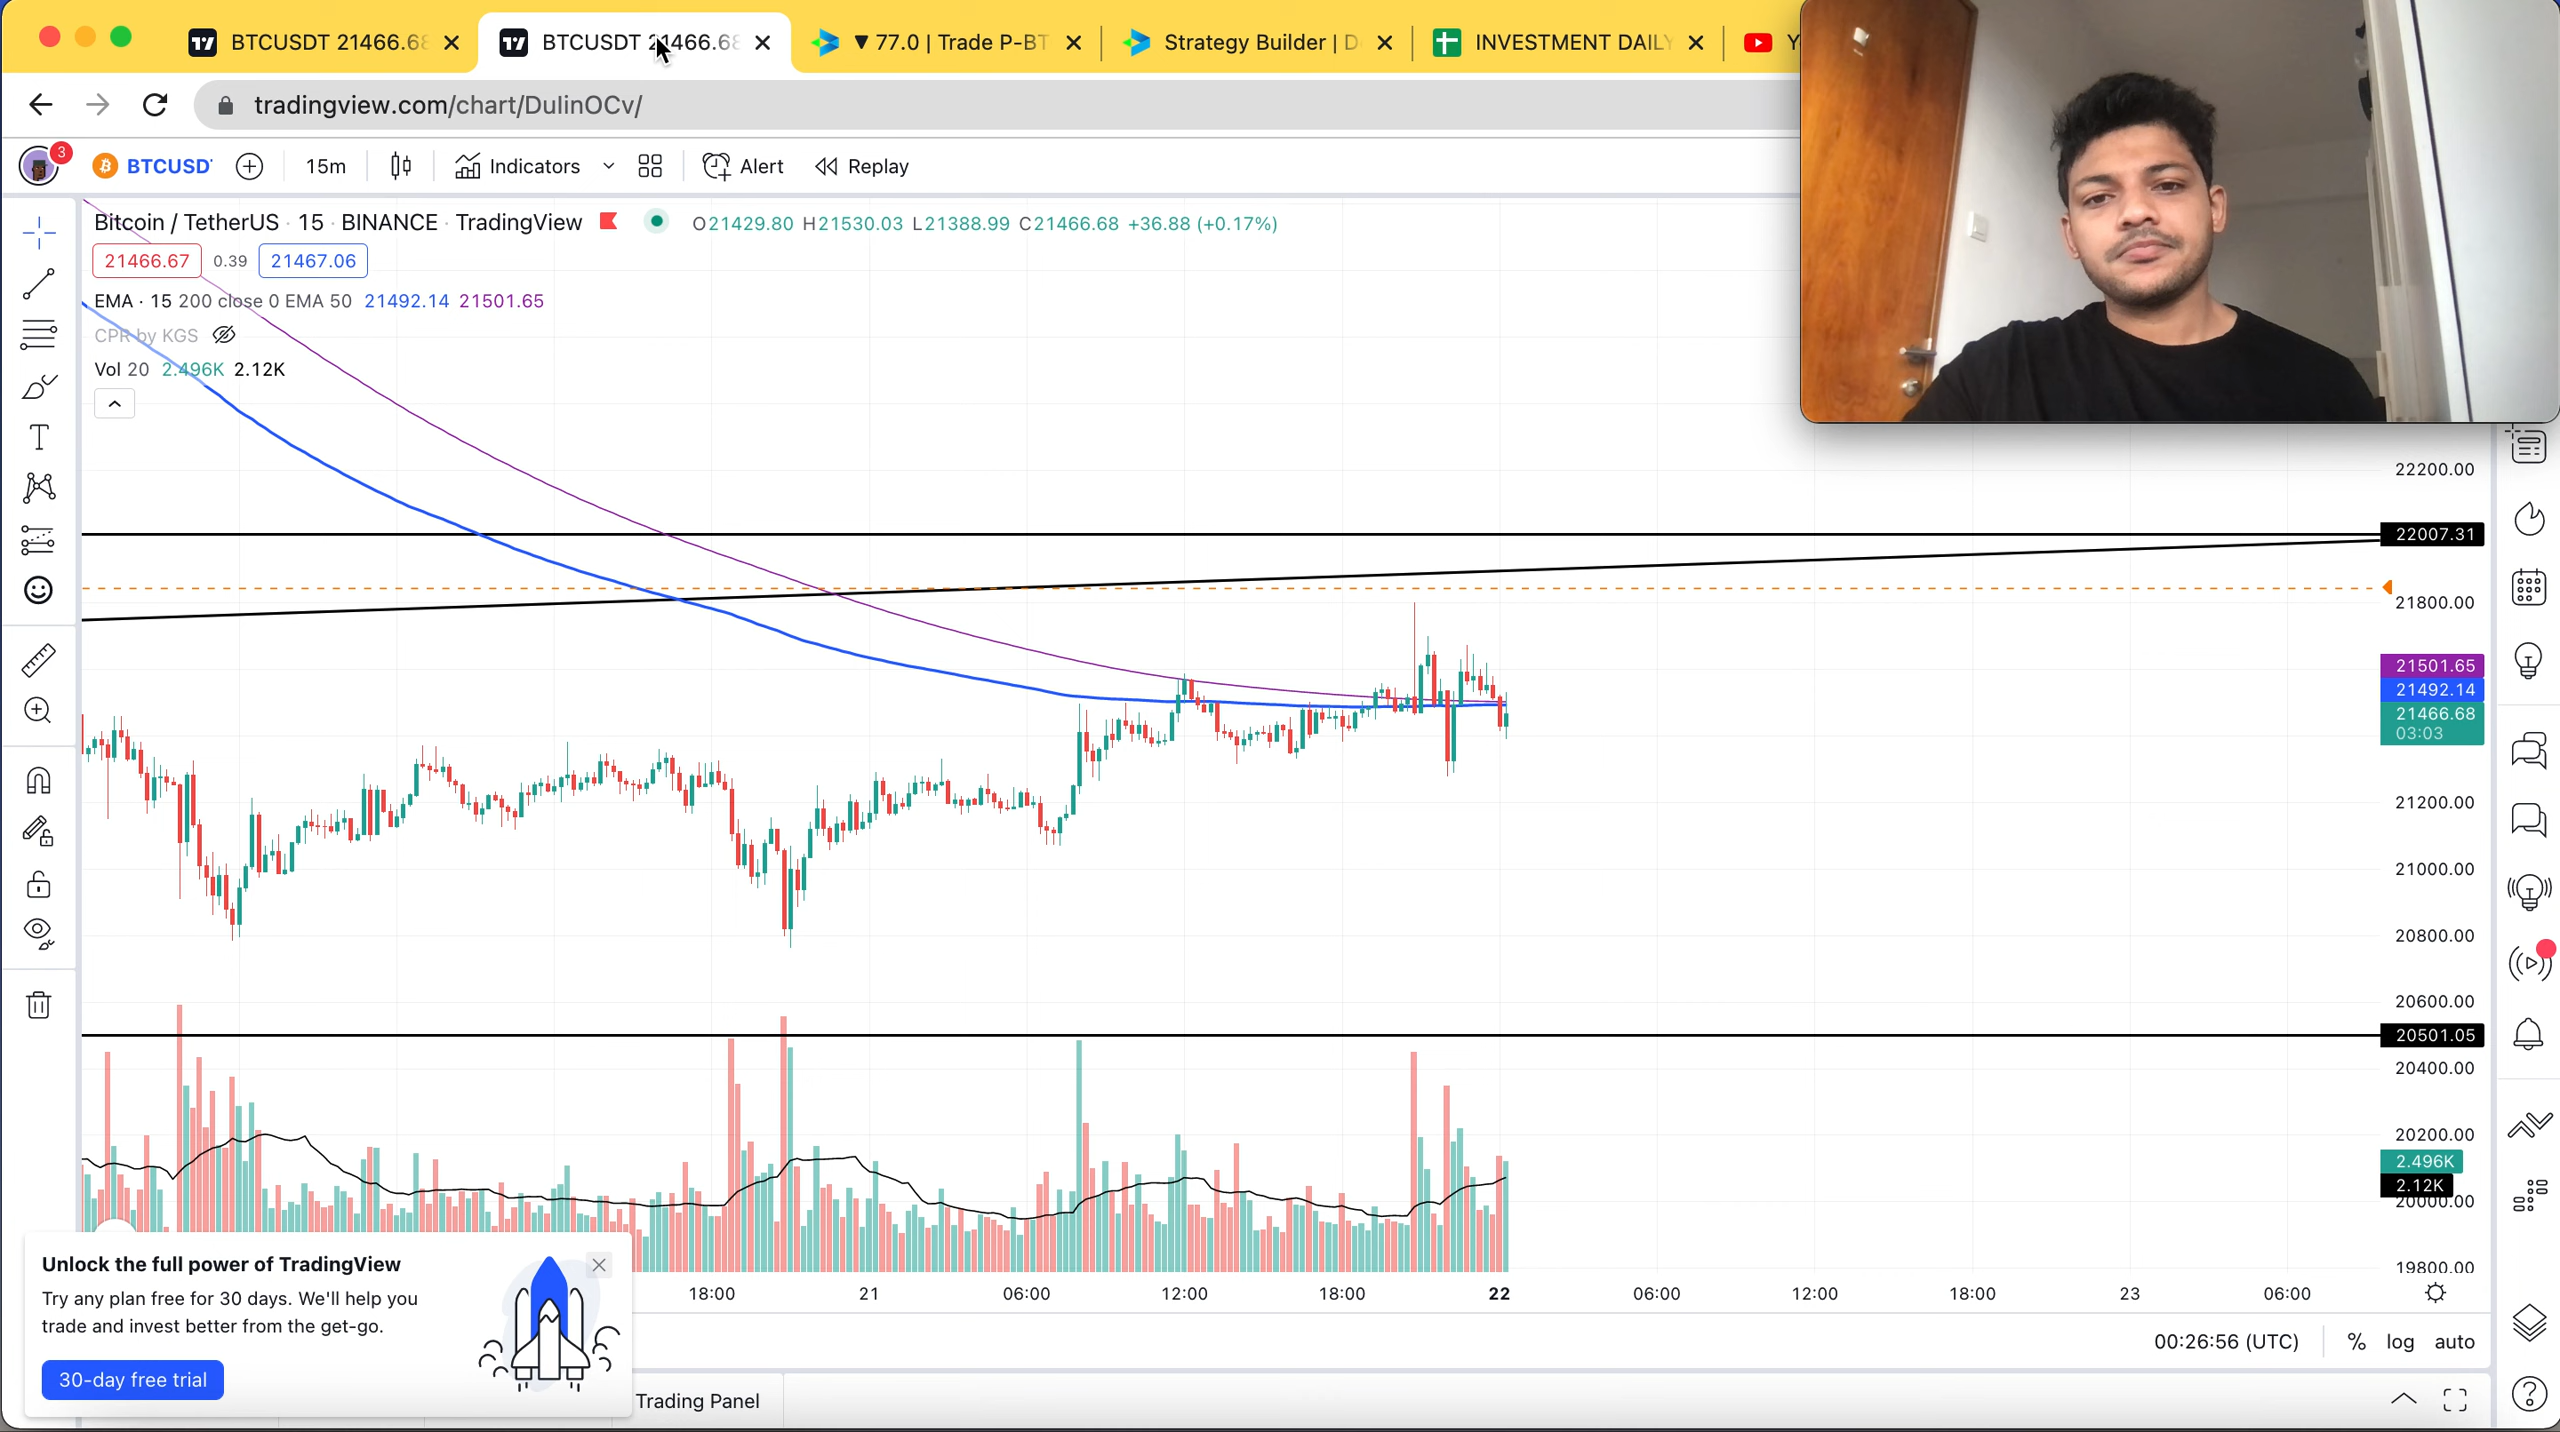 BTCUSDT 21466.68
BTCUSDT 21466.68
▼ 77.0 | Trade P-BT
Strategy Builder | D
INVESTMENT DAILY
tradingview.com/chart/DulinOCv/
3
BTCUSD
15m
Indicators
Alert
Replay
Bitcoin / TetherUS · 15 · BINANCE · TradingView
O21429.80 H21530.03 L21388.99 C21466.68 +36.88 (+0.17%)
21466.67 0.39 21467.06
EMA · 15 200 close 0 EMA 50 21492.14 21501.65
CPR by KGS
Vol 20 2.496K 2.12K
22200.00
22007.31
21800.00
21501.65
21492.14
21466.68
03:03
21200.00
21000.00
20800.00
20600.00
20501.05
20400.00
20200.00
2.496K
2.12K
20000.00
19800.00
18:00 21 06:00 12:00 18:00 22 06:00 12:00 18:00 23 06:00
Unlock the full power of TradingView
Try any plan free for 30 days. We'll help you
trade and invest better from the get-go.
30-day free trial
00:26:56 (UTC) % log auto
Trading Panel